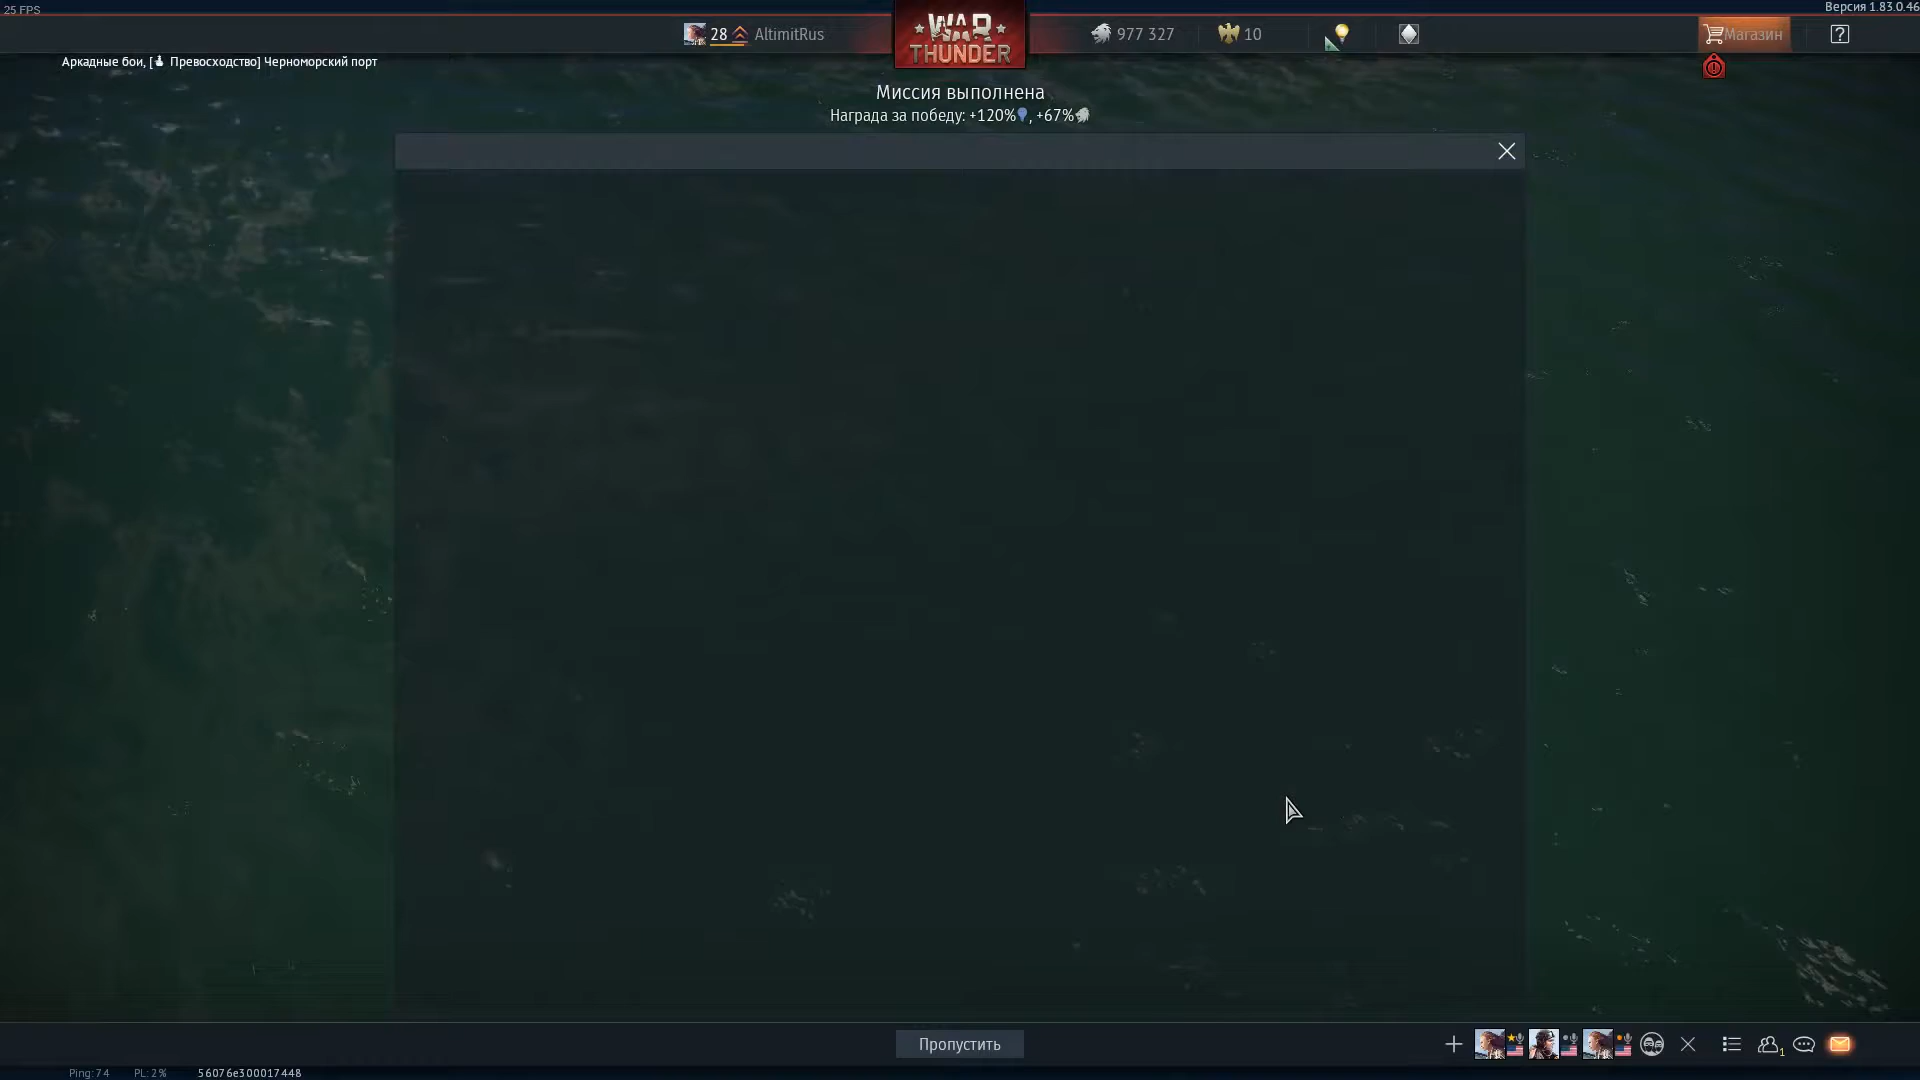 25 FPS
Версия 1.83.0.46
28 AltimitRus
WAR THUNDER
977 327
10
Магазин
Аркадные бои, [Превосходство] Черноморский порт
Миссия выполнена
Награда за победу: +120%, +67%
Пропустить
1
Ping:74 PL: 2% 56076e300017448